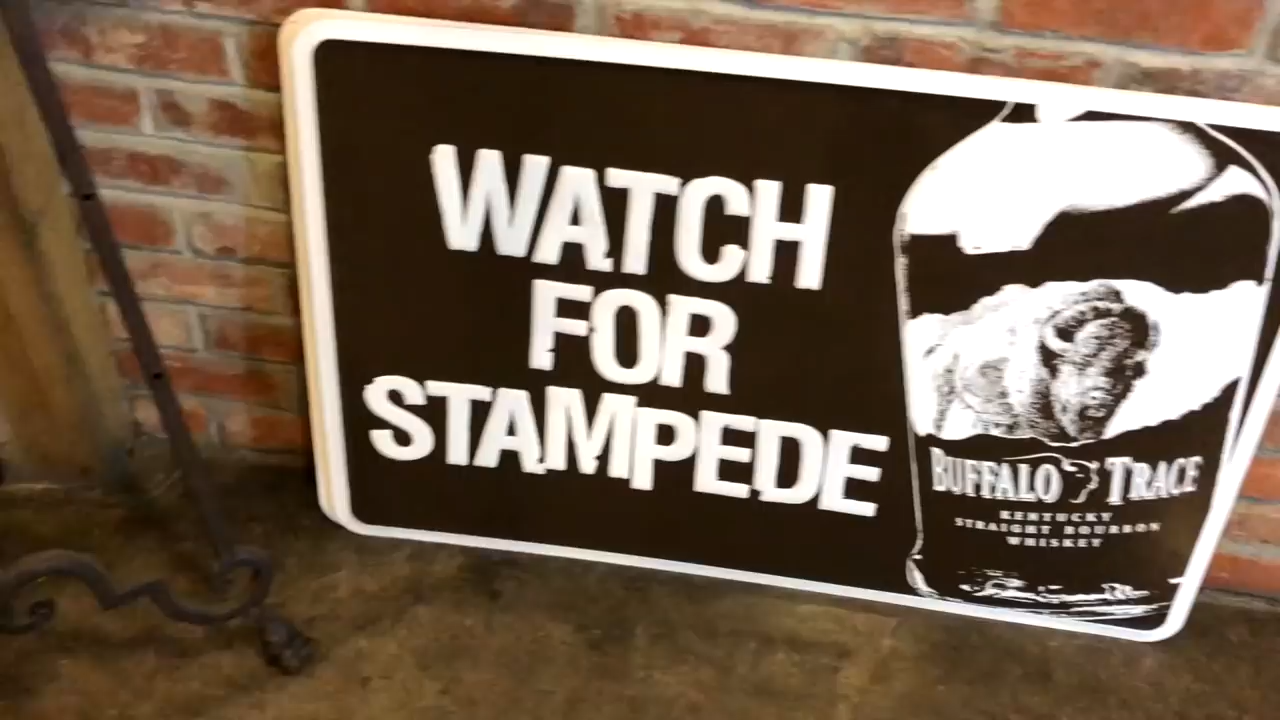 WATCH
FOR
STAMPEDE
BUFFALO TRACE
KENTUCKY
STRAIGHT BOURBON
WHISKEY